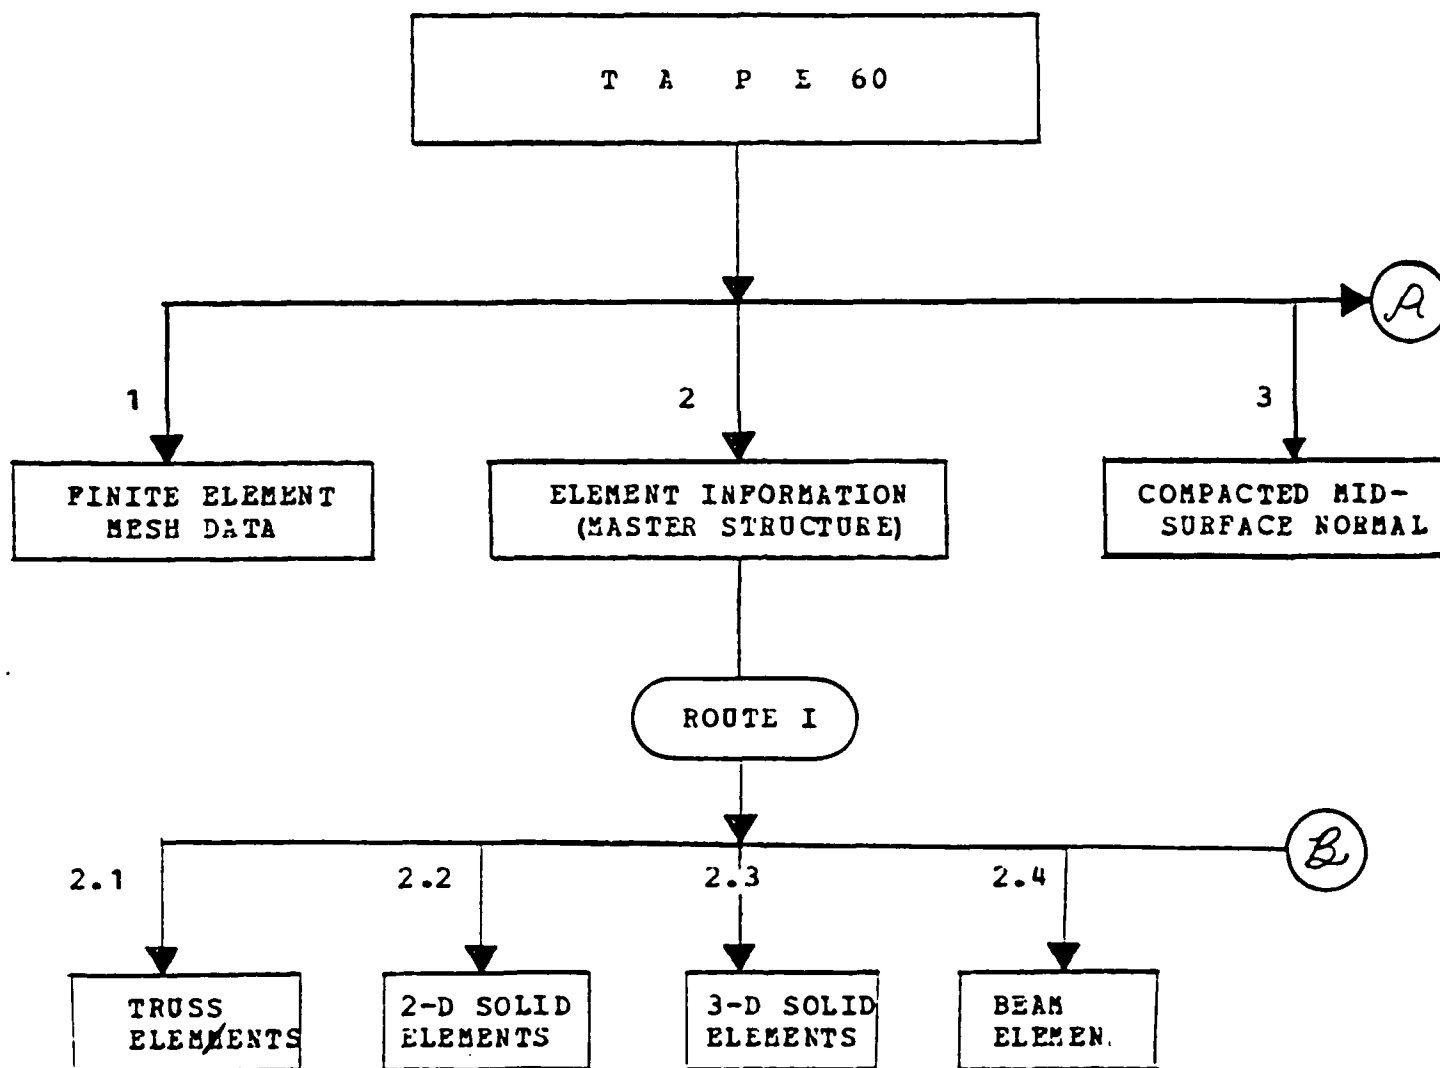 T A P E 60
A
1
2
3
FINITE ELEMENT
MESH DATA
ELEMENT INFORMATION
(MASTER STRUCTURE)
COMPACTED MID-
SURFACE NORMAL
ROUTE I
B
2.1
2.2
2.3
2.4
TRUSS
ELEMMENTS
2-D SOLID
ELEMENTS
3-D SOLID
ELEMENTS
BEAM
ELEMEN.